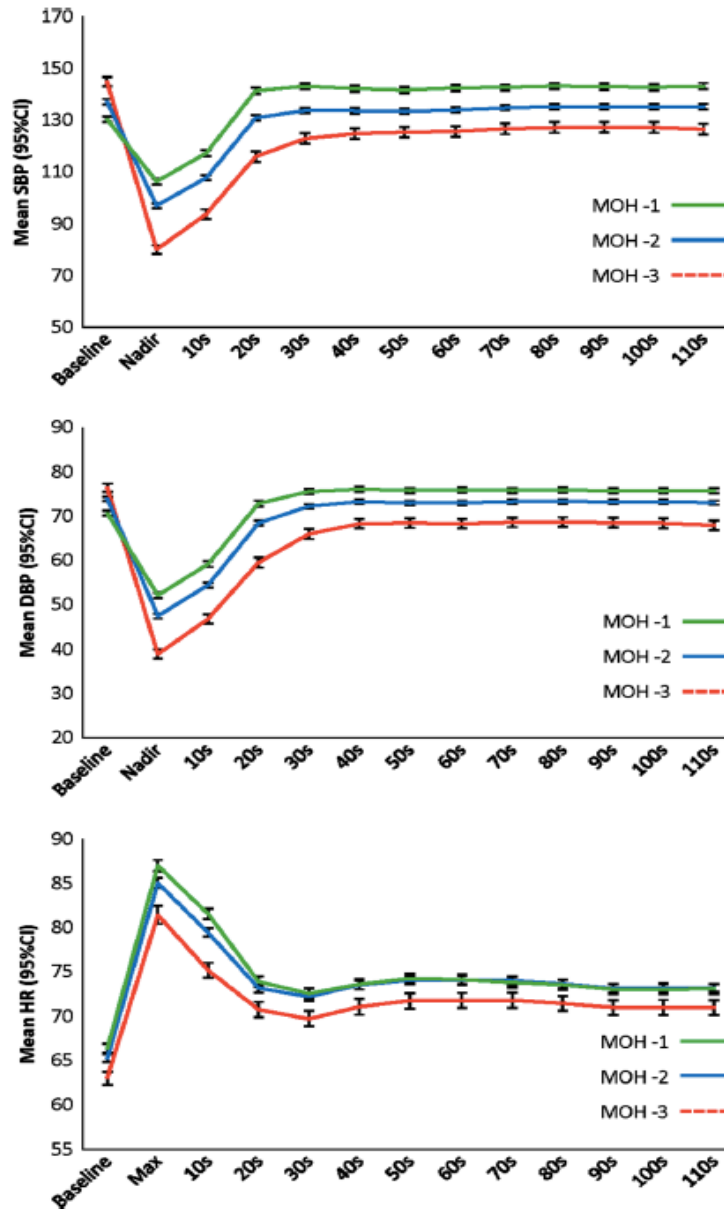 Mean SBP (95%CI)
170
150
130
110
90
70
50
MOH -1
MOH -2
MOH -3
Baseline Nadir 10s 20s 30s 40s 50s 60s 70s 80s 90s 100s 110s
Mean DBP (95%CI)
90
80
70
60
50
40
30
20
MOH -1
MOH -2
MOH -3
Baseline Nadir 10s 20s 30s 40s 50s 60s 70s 80s 90s 100s 110s
Mean HR (95%CI)
90
85
80
75
70
65
60
55
MOH -1
MOH -2
MOH -3
Baseline Max 10s 20s 30s 40s 50s 60s 70s 80s 90s 100s 110s